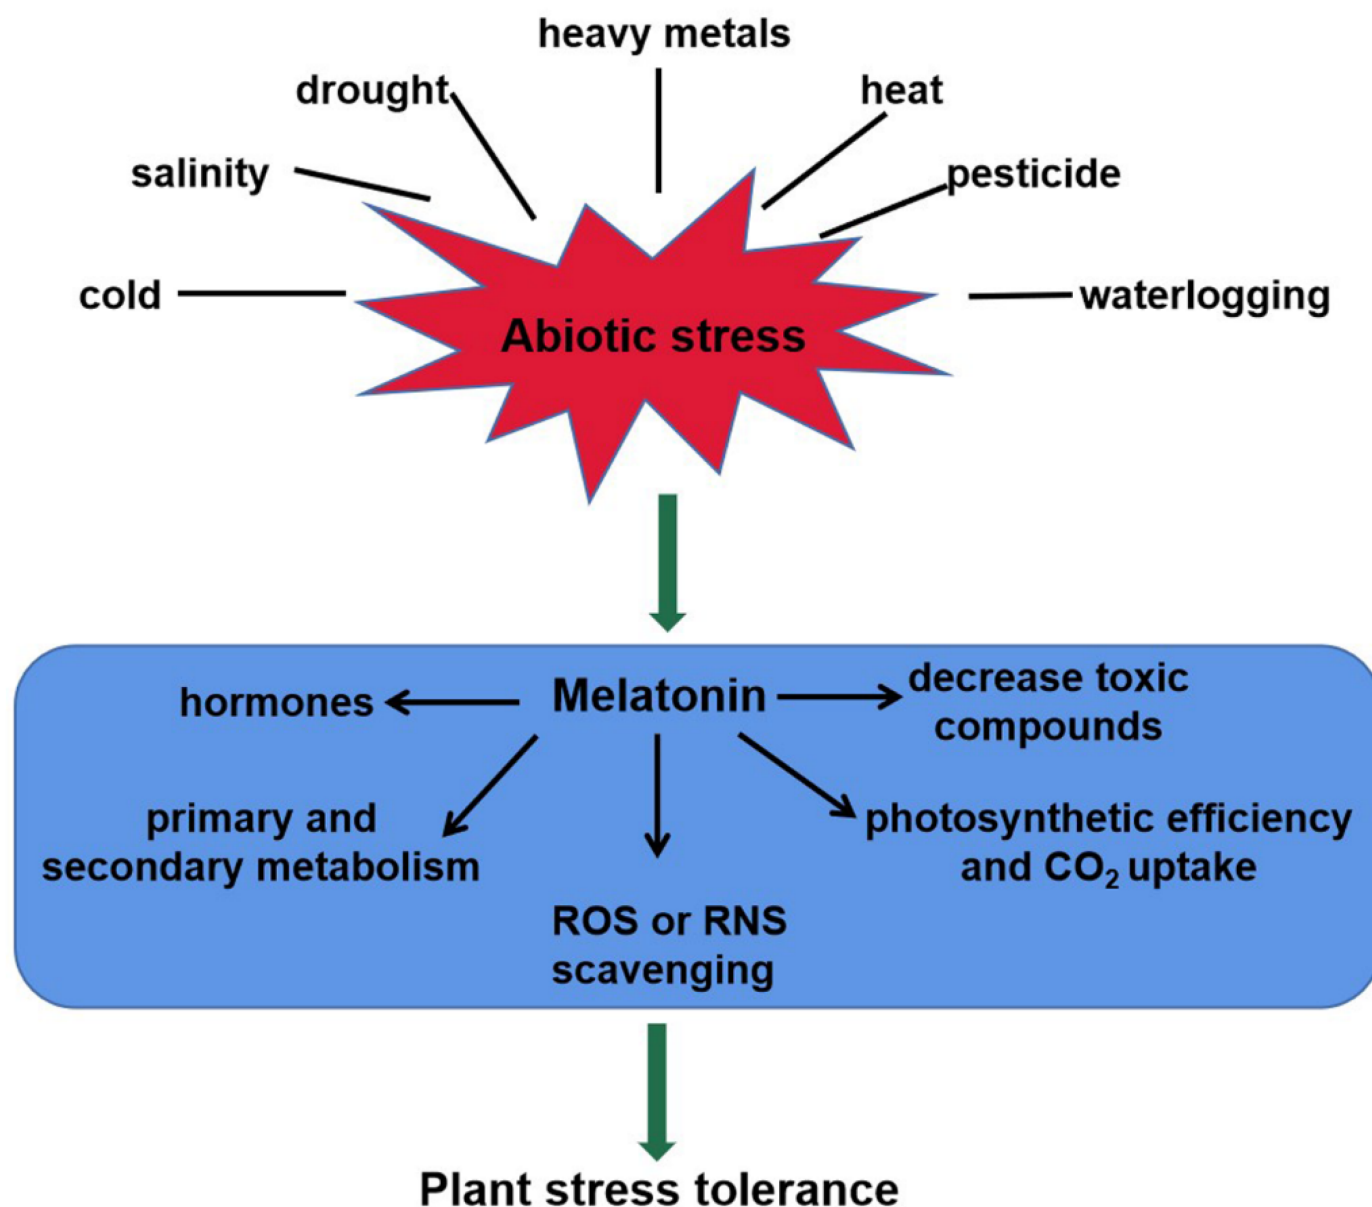 heavy metals
drought
heat
salinity
pesticide
cold
waterlogging
Abiotic stress
Melatonin
hormones
decrease toxic
compounds
primary and
secondary metabolism
photosynthetic efficiency
and CO₂ uptake
ROS or RNS
scavenging
Plant stress tolerance